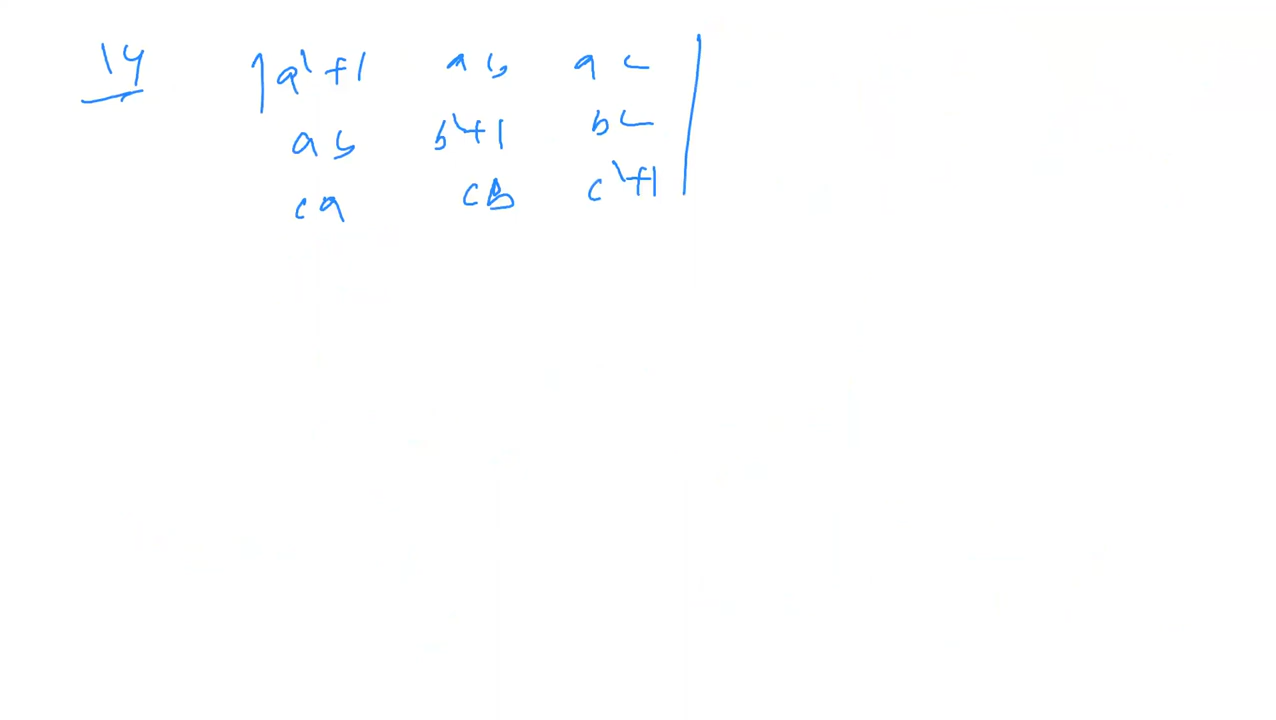 14 | a²+1 ab ac |
ab b²+1 bc
ca cb c²+1